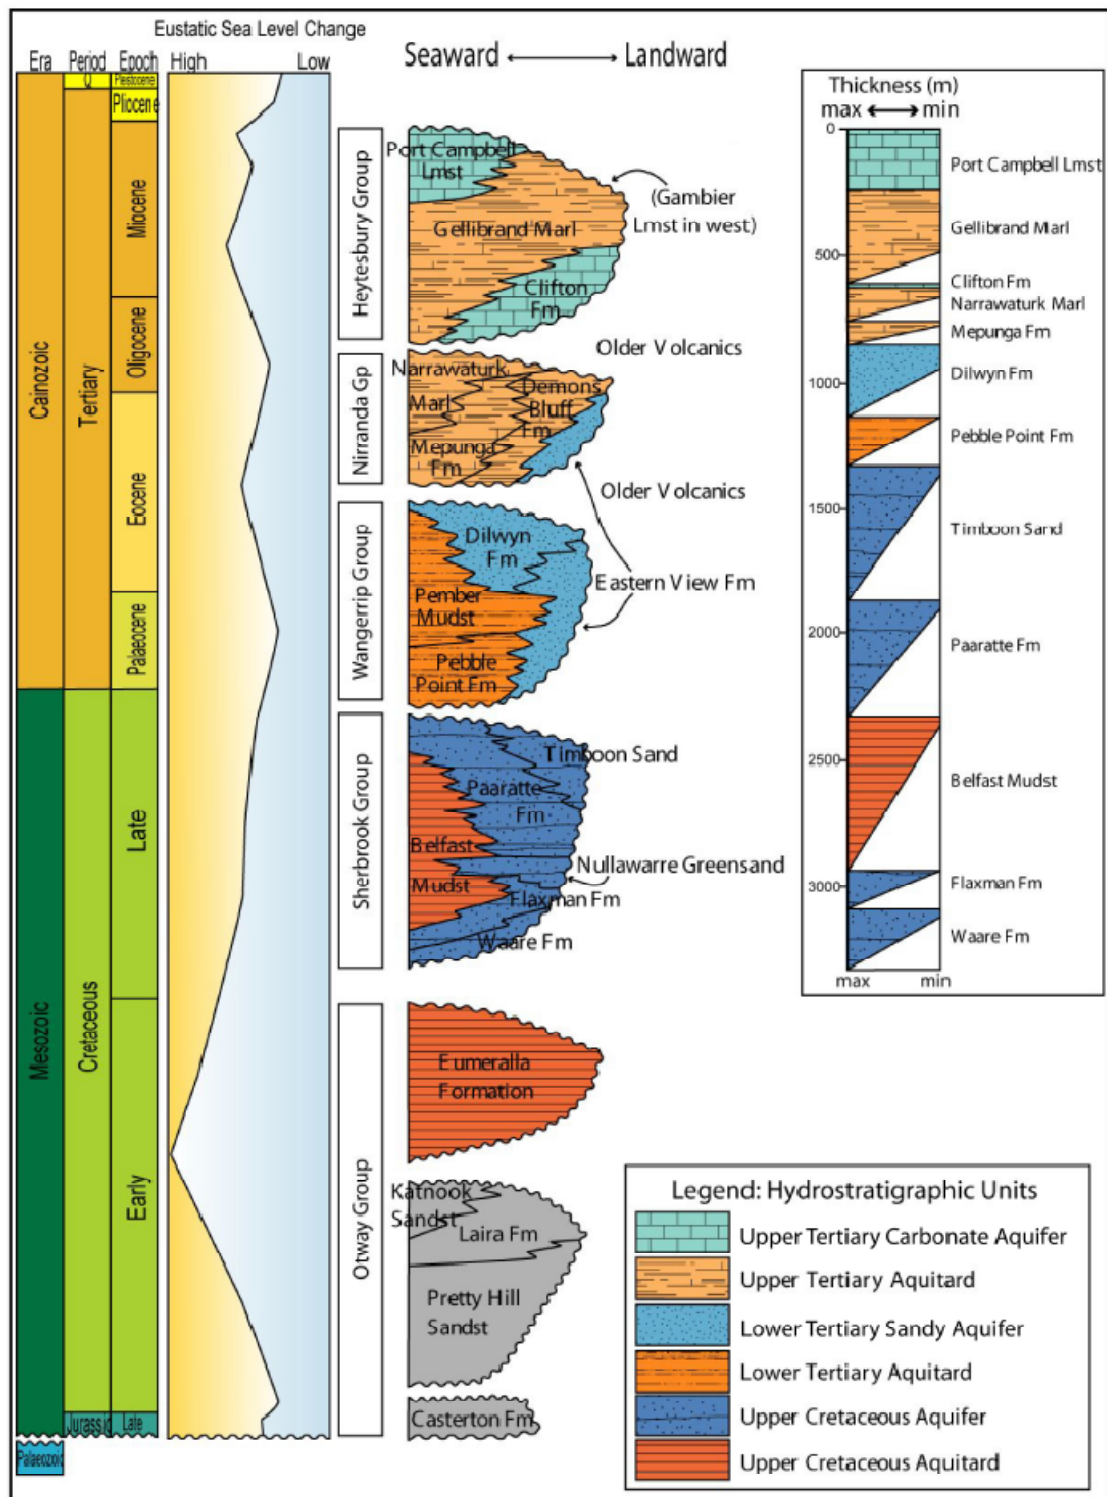 Eustatic Sea Level Change
Era Period Epoch High Low
Seaward Landward
Q Pleistocene
Pliocene
Miocene
Oligocene
Eocene
Palaeocene
Late
Early
Late
Tertiary
Cretaceous
Jurassic
Cainozoic
Mesozoic
Palaeozoic
Heytesbury Group
Port Campbell
Lmst
Gellibrand Marl
Clifton
Fm
(Gambier
Lmst in west)
Older Volcanics
Nirranda Gp
Narrawaturk
Marl
Demons
Bluff
Fm
Mepunga
Fm
Older Volcanics
Wangerrip Group
Dilwyn
Fm
Pember
Mudst
Pebble
Point Fm
Eastern View Fm
Sherbrook Group
Timboon Sand
Paaratte
Fm
Belfast
Mudst
Nullawarre Greensand
Flaxman Fm
Waare Fm
Otway Group
Eumeralla
Formation
Katnook
Sandst
Laira Fm
Pretty Hill
Sandst
Casterton Fm
Thickness (m)
max min
0
500
1000
1500
2000
2500
3000
Port Campbell Lmst
Gellibrand Marl
Clifton Fm
Narrawaturk Marl
Mepunga Fm
Dilwyn Fm
Pebble Point Fm
Timboon Sand
Paaratte Fm
Belfast Mudst
Flaxman Fm
Waare Fm
max min
Legend: Hydrostratigraphic Units
Upper Tertiary Carbonate Aquifer
Upper Tertiary Aquitard
Lower Tertiary Sandy Aquifer
Lower Tertiary Aquitard
Upper Cretaceous Aquifer
Upper Cretaceous Aquitard